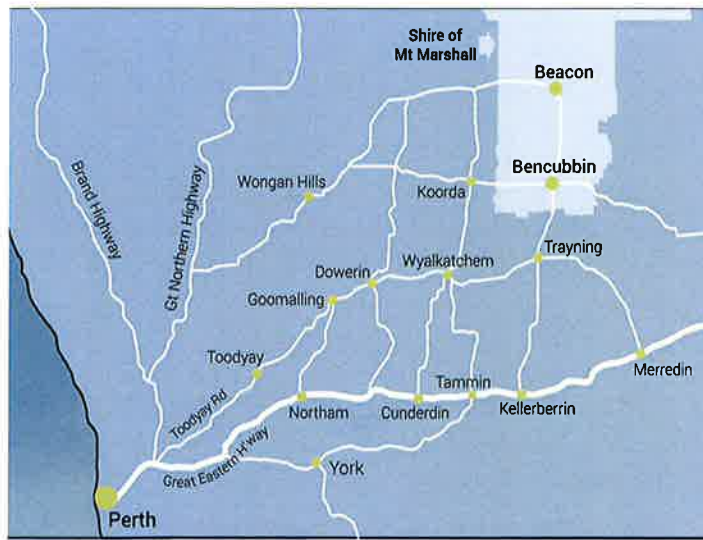 Shire of
Mt Marshall
Beacon
Brand Highway
Gt Northern Highway
Wongan Hills
Koorda
Bencubbin
Dowerin
Wyalkatchem
Trayning
Goomalling
Toodyay
Toodyay Rd
Northam
Cunderdin
Tammin
Kellerberrin
Merredin
Great Eastern H'way
York
Perth